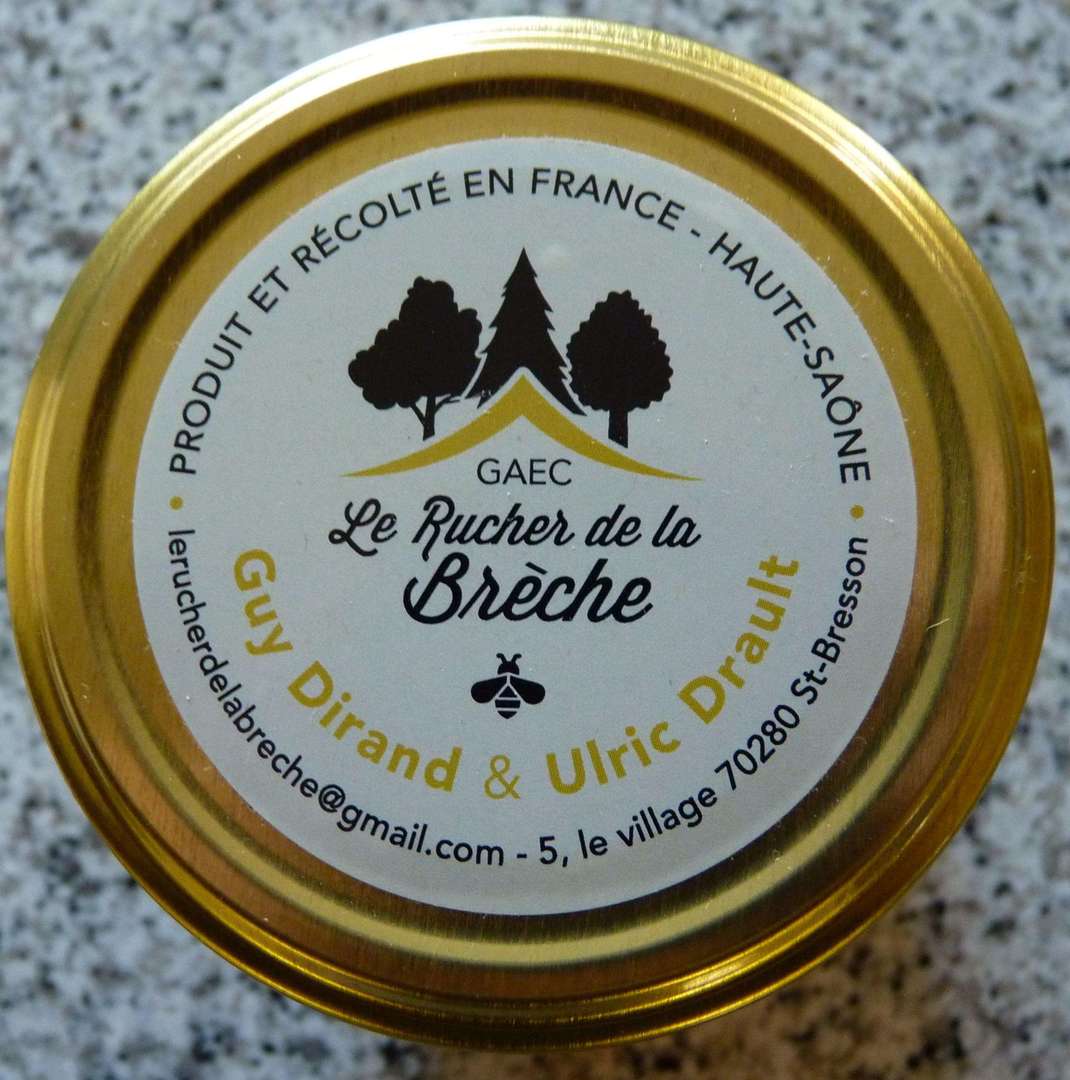 PRODUIT ET RÉCOLTÉ EN FRANCE - HAUTE-SAÔNE
GAEC
Le Rucher de la
Brèche
Guy Dirand & Ulric Drault
lerucherdelabreche@gmail.com - 5, le village 70280 St-Bresson